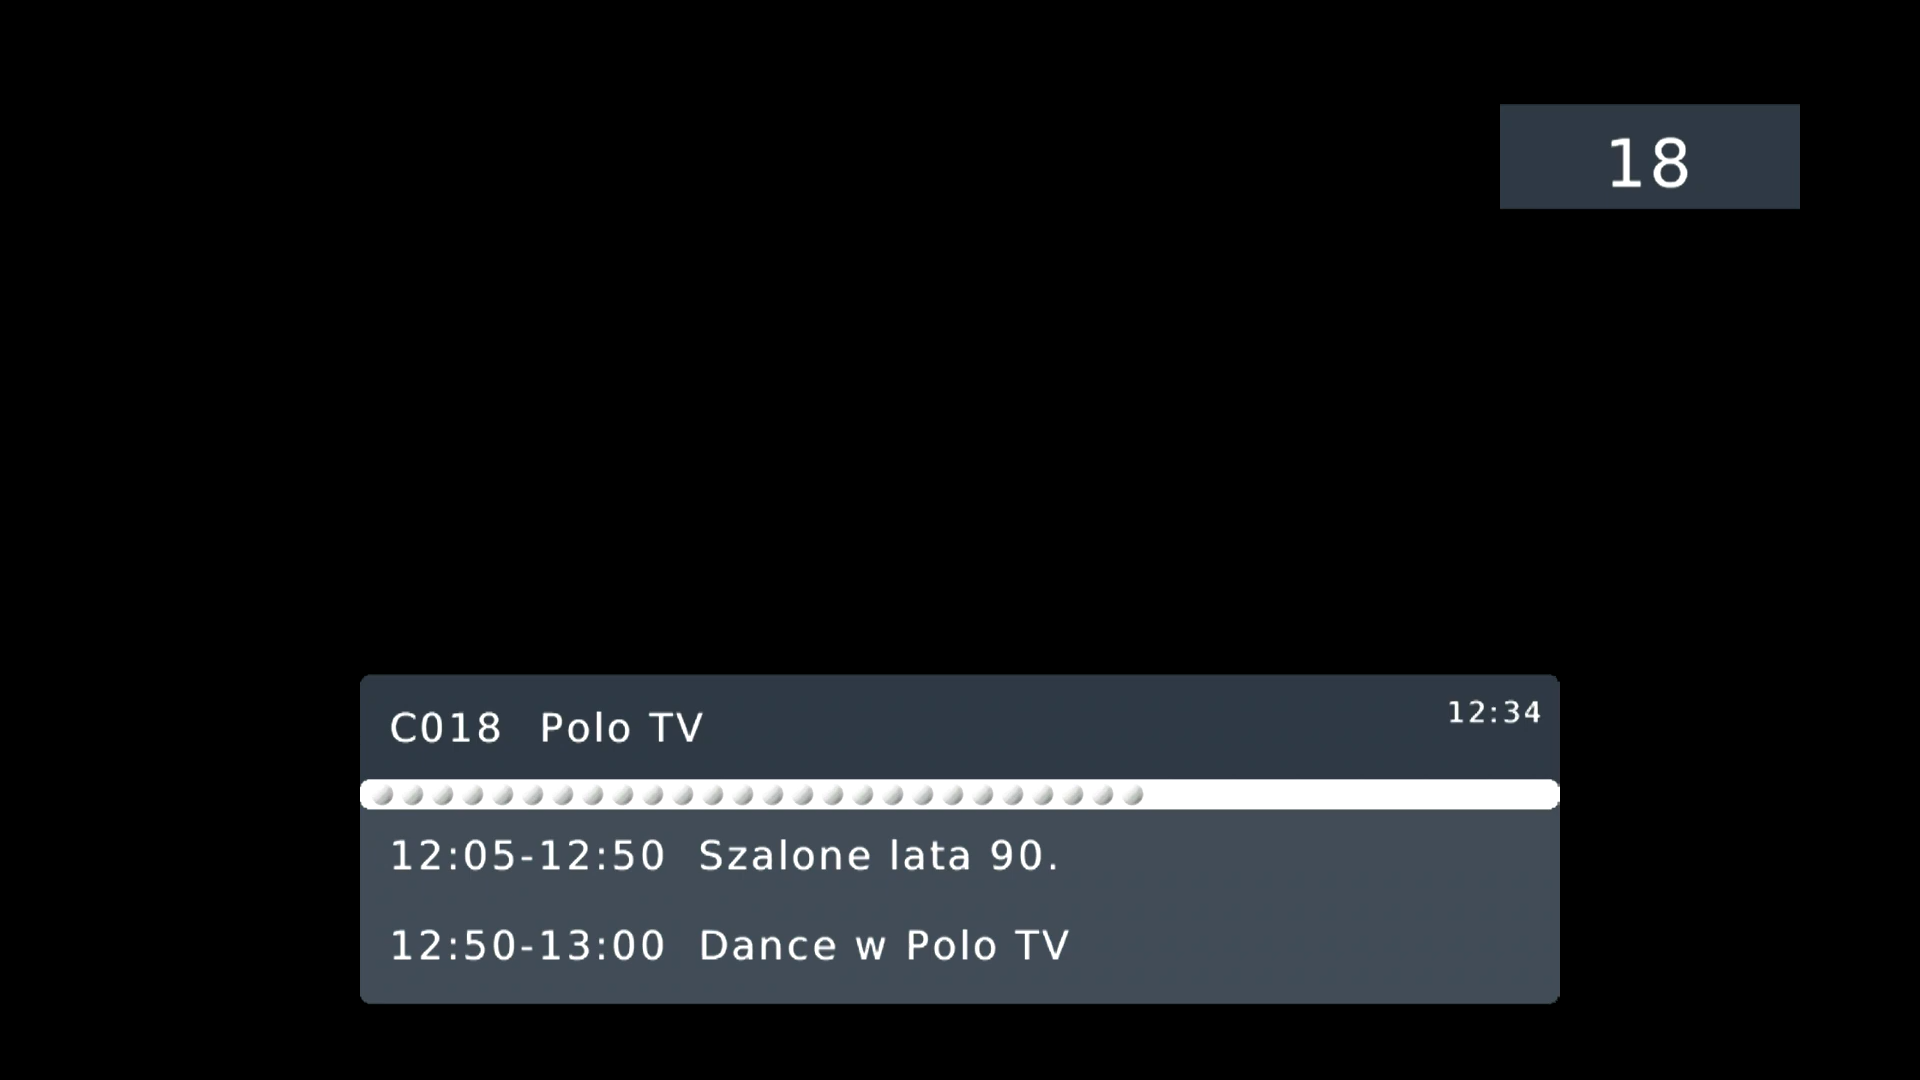 18
C018 Polo TV
12:34
12:05-12:50 Szalone lata 90.
12:50-13:00 Dance w Polo TV